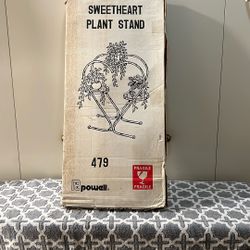 SWEETHEART
PLANT STAND
479
powell
FRAGILE
FRAGILE